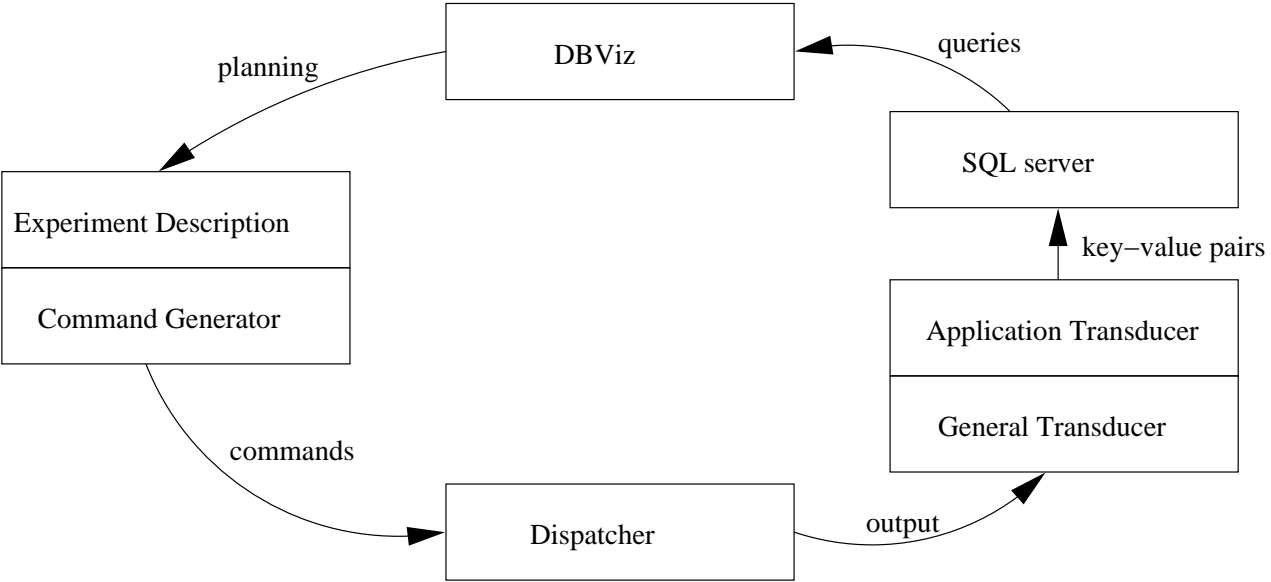 DBViz
queries
planning
SQL server
Experiment Description
key−value pairs
Command Generator
Application Transducer
General Transducer
commands
output
Dispatcher